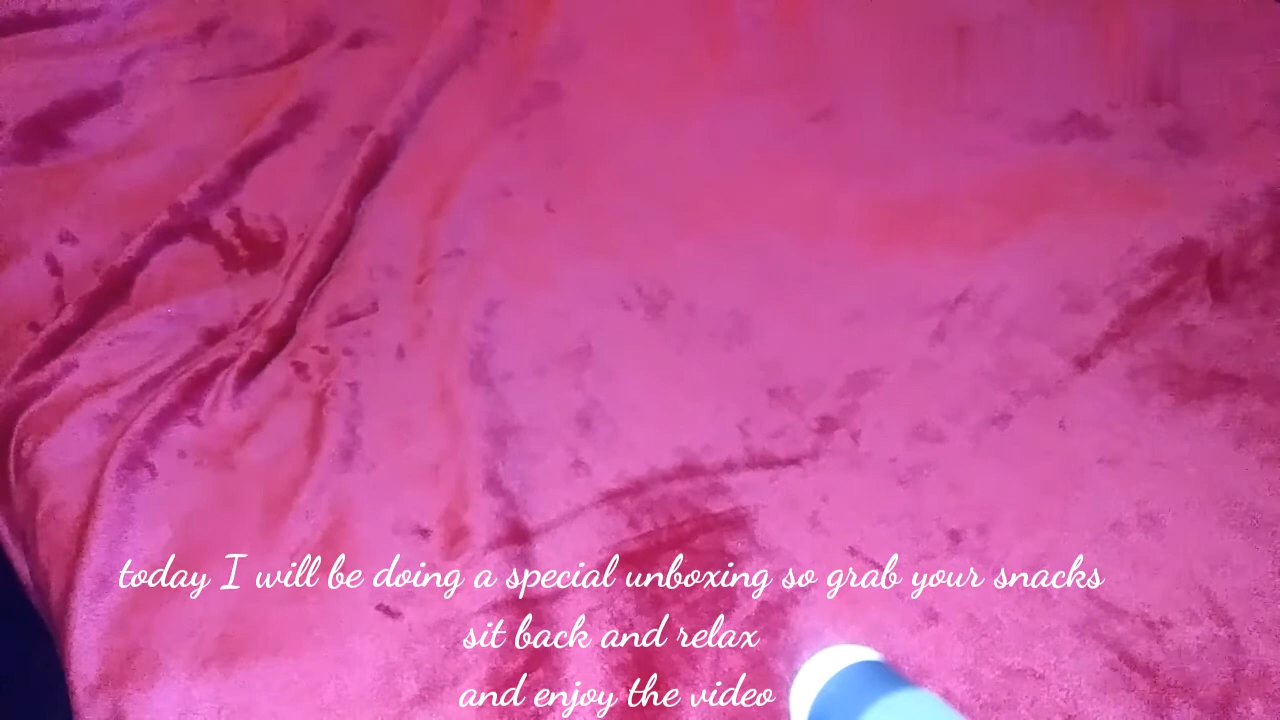 today I will be doing a special unboxing so grab your snacks
sit back and relax
and enjoy the video